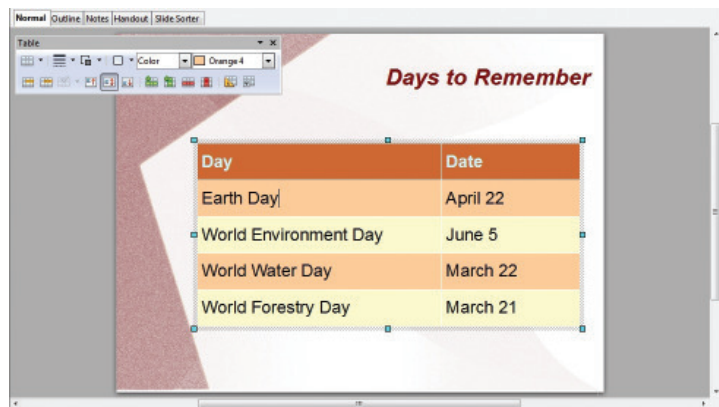 Normal Outline Notes Handout Slide Sorter
Table
Color Orange 4
Days to Remember
Day Date
Earth Day April 22
World Environment Day June 5
World Water Day March 22
World Forestry Day March 21